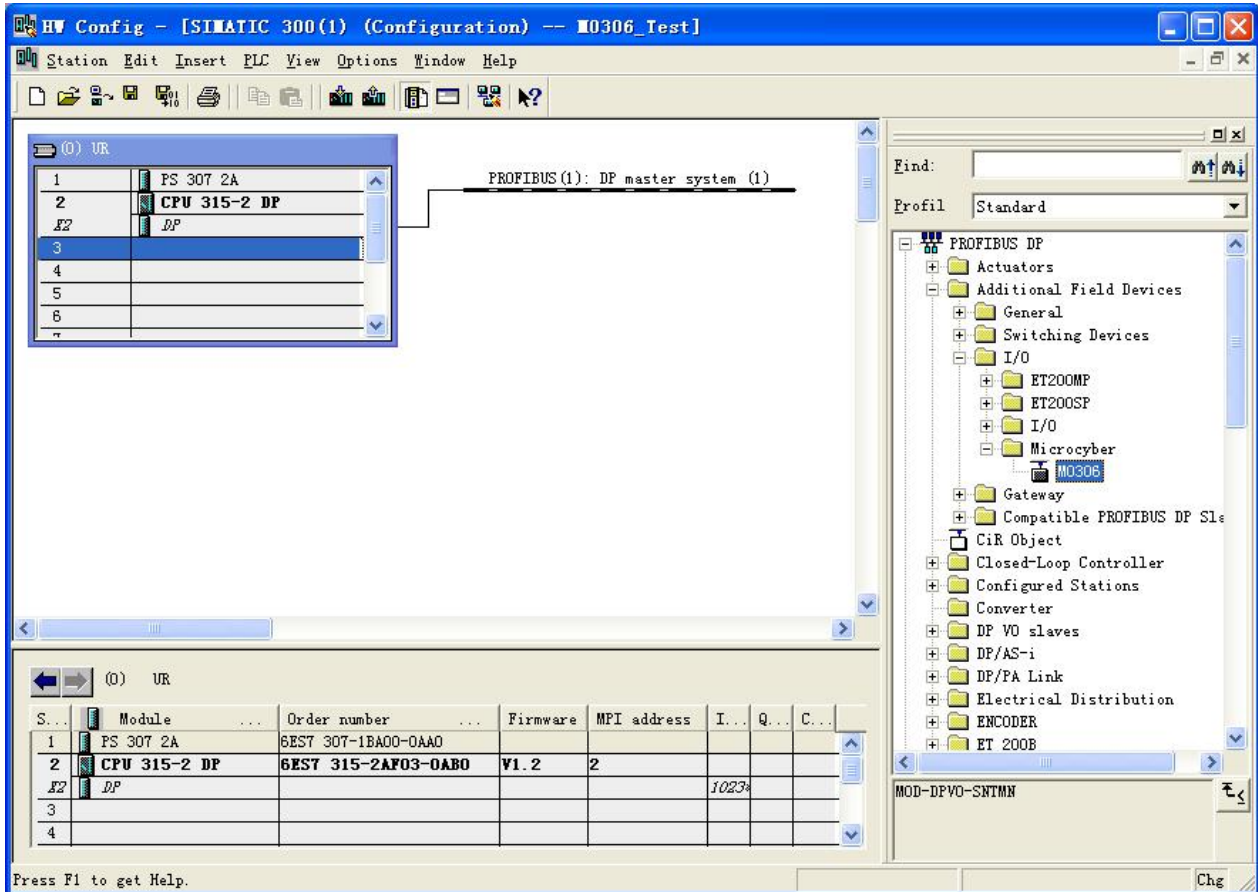 HW Config - [SIMATIC 300(1) (Configuration) -- M0306_Test]
Station Edit Insert PLC View Options Window Help
(0) UR
1 PS 307 2A
2 CPU 315-2 DP
X2 DP
3
4
5
6
7
PROFIBUS(1): DP master system (1)
Find:
Profil Standard
PROFIBUS DP
Actuators
Additional Field Devices
General
Switching Devices
I/O
ET200MP
ET200SP
I/O
Microcyber
M0306
Gateway
Compatible PROFIBUS DP Sla
CiR Object
Closed-Loop Controller
Configured Stations
Converter
DP V0 slaves
DP/AS-i
DP/PA Link
Electrical Distribution
ENCODER
ET 200B
MOD-DPV0-SNTMN
(0) UR
S... Module ... Order number ... Firmware MPI address I... Q... C...
1 PS 307 2A 6ES7 307-1BA00-0AA0
2 CPU 315-2 DP 6ES7 315-2AF03-0AB0 V1.2 2
X2 DP 1023*
3
4
Press F1 to get Help.
Chg